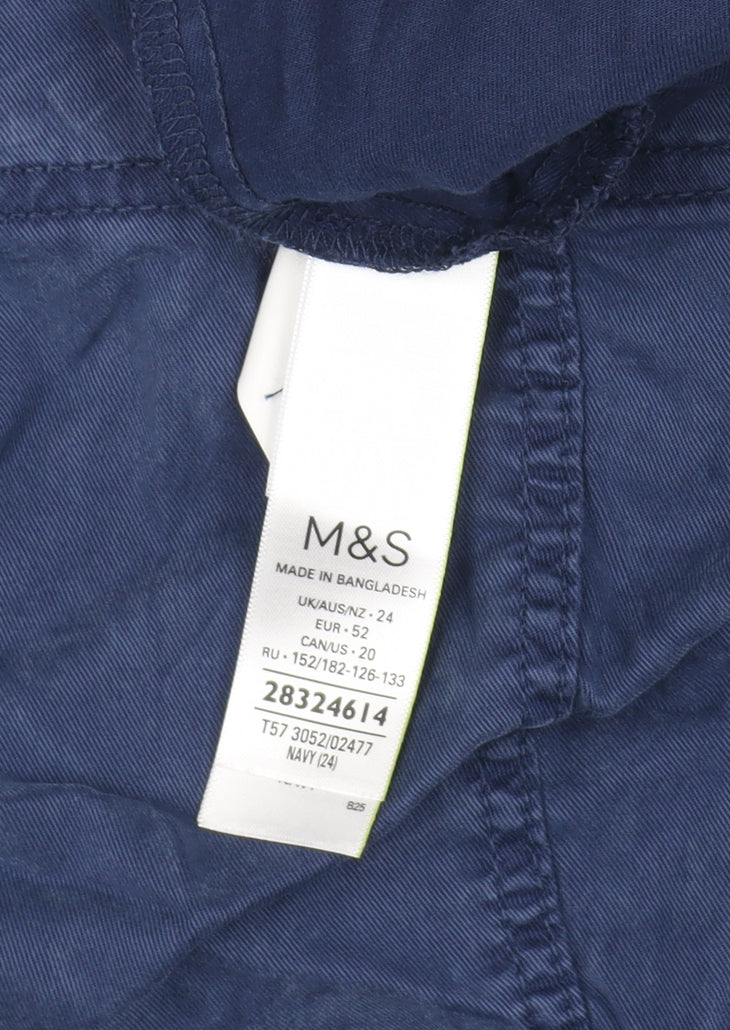 M&S
MADE IN BANGLADESH
UK/AUS/NZ • 24
EUR • 52
CAN/US • 20
RU • 152/182-126-133
28324614
T57 3052/02477
NAVY (24)
825